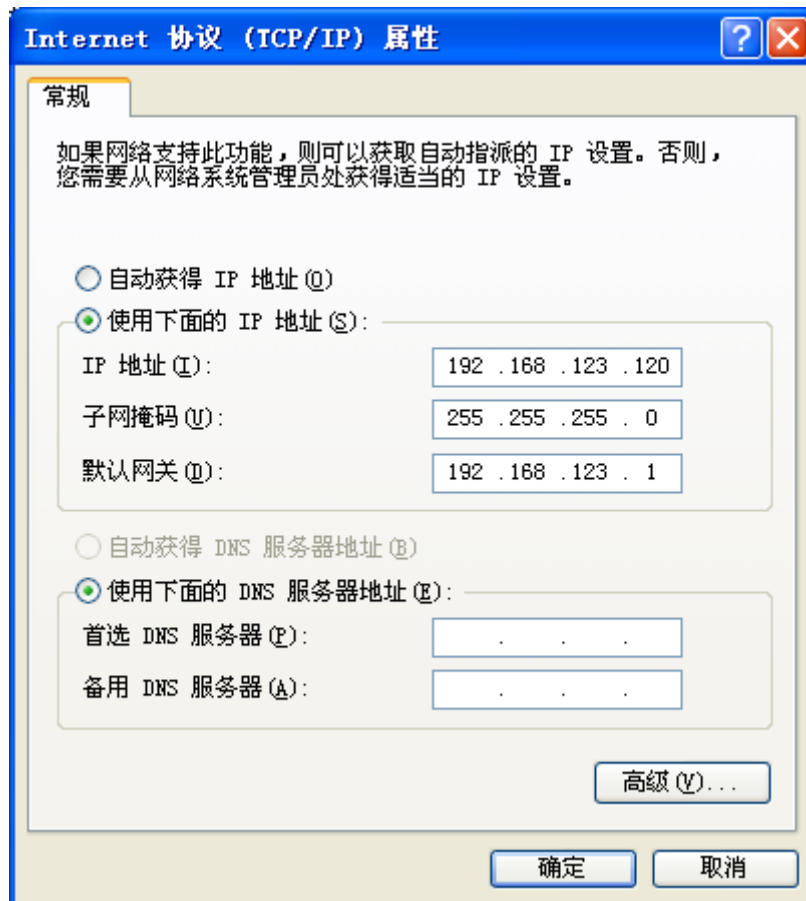 Internet 协议 (TCP/IP) 属性
常规
如果网络支持此功能，则可以获取自动指派的 IP 设置。否则，
您需要从网络系统管理员处获得适当的 IP 设置。
自动获得 IP 地址(O)
使用下面的 IP 地址(S):
IP 地址(I): 192 .168 .123 .120
子网掩码(U): 255 .255 .255 . 0
默认网关(D): 192 .168 .123 . 1
自动获得 DNS 服务器地址(B)
使用下面的 DNS 服务器地址(E):
首选 DNS 服务器(P): . . .
备用 DNS 服务器(A): . . .
高级(V)...
确定 取消